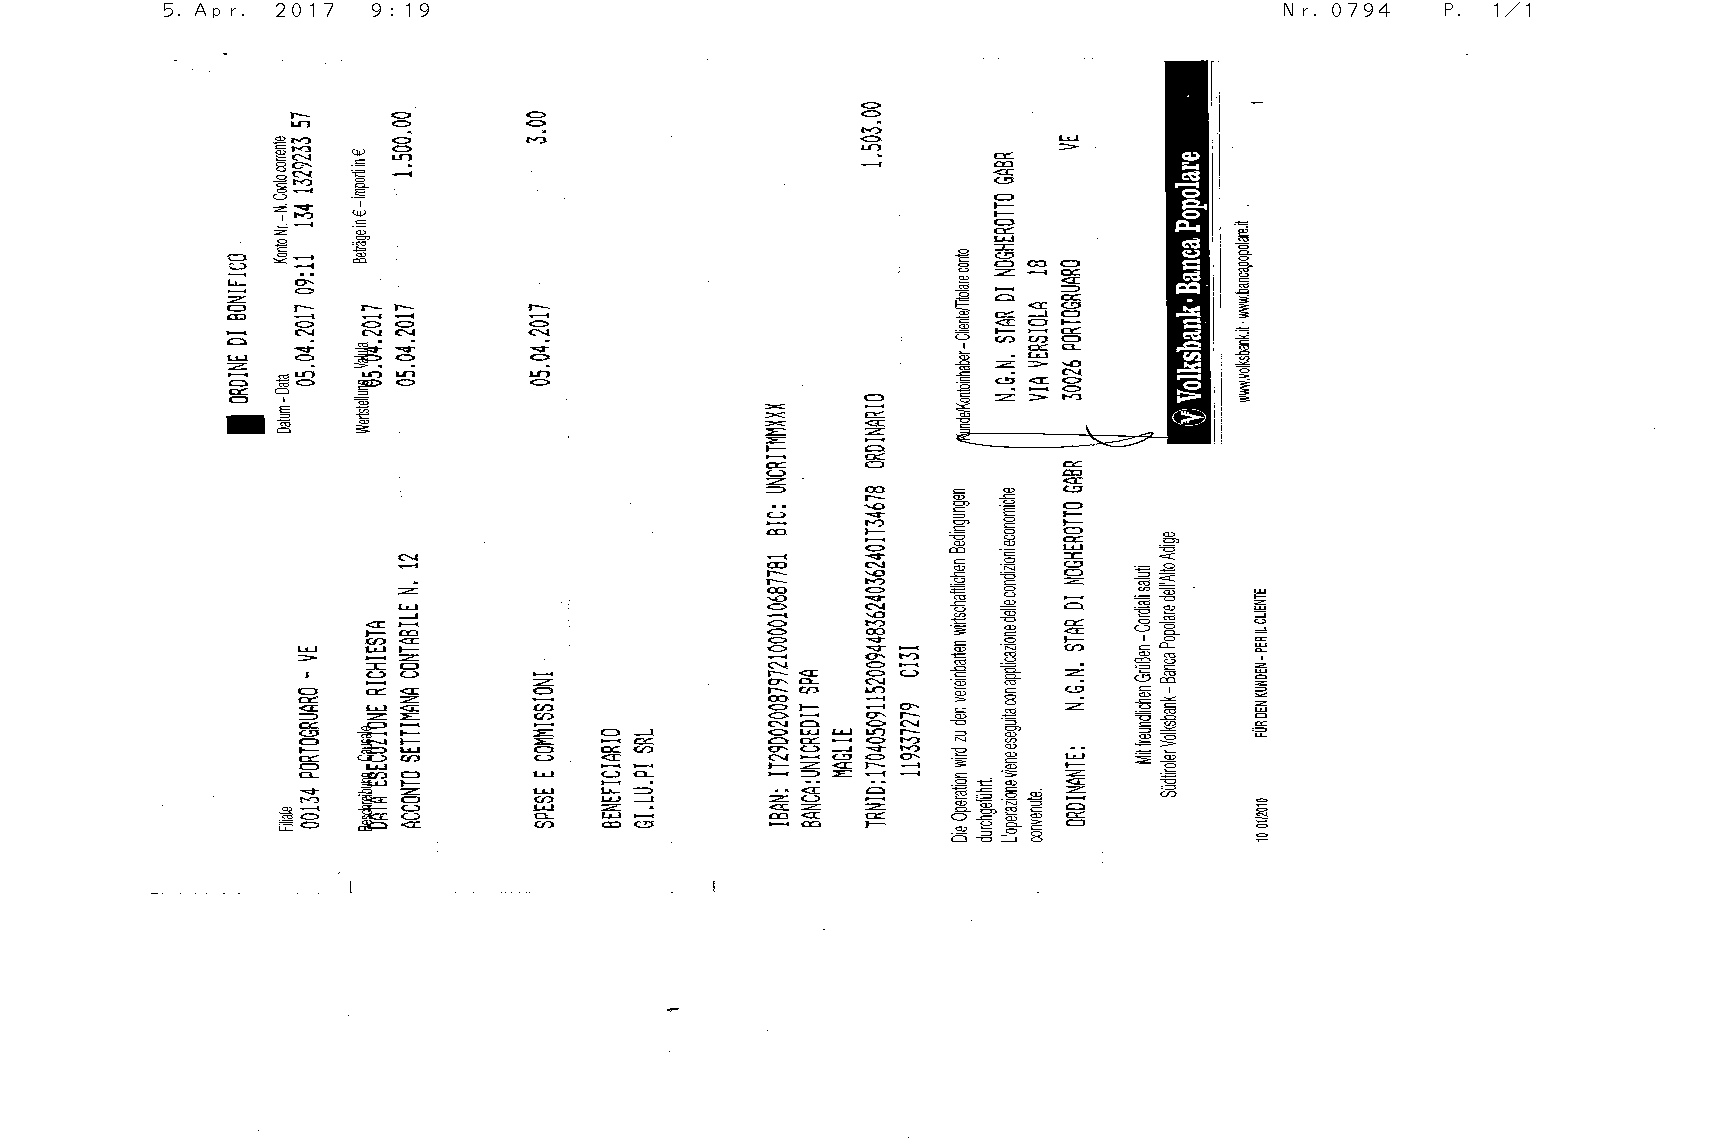 5. Apr. 2017 9:19 Nr. 0794 P. 1/1
ORDINE DI BONIFICO
Filiale Datum – Data Konto Nr. – N. Conto corrente
00134 PORTOGRUARO - VE 05.04.2017 09:11 134 1329233 57
Beschreibung – Causale Wertstellung – Valuta Beträge in € – Importi in €
DATA ESECUZIONE RICHIESTA 05.04.2017
ACCONTO SETTIMANA CONTABILE N. 12 05.04.2017 1.500.00
SPESE E COMMISSIONI 05.04.2017 3.00
BENEFICIARIO
GI.LU.PI SRL
IBAN: IT29D0200879721000010687781 BIC: UNCRITMMXXX
BANCA:UNICREDIT SPA
MAGLIE
TRNID:1704050911520094483624036240IT34678 ORDINARIO 1.503.00
119337279 CI3I
Die Operation wird zu den vereinbarten wirtschaftlichen Bedingungen
durchgeführt.
L'operazione viene eseguita con applicazione delle condizioni economiche
convenute.
Kunde/Kontoinhaber – Cliente/Titolare conto
N.G.N. STAR DI NOGHEROTTO GABR
VIA VERSIOLA 18
30026 PORTOGRUARO VE
ORDINANTE: N.G.N. STAR DI NOGHEROTTO GABR
Mit freundlichen Grüßen – Cordiali saluti
Südtiroler Volksbank – Banca Popolare dell'Alto Adige
Volksbank · Banca Popolare
www.volksbank.it · www.bancapopolare.it
10 01/2010 FÜR DEN KUNDEN – PER IL CLIENTE 1